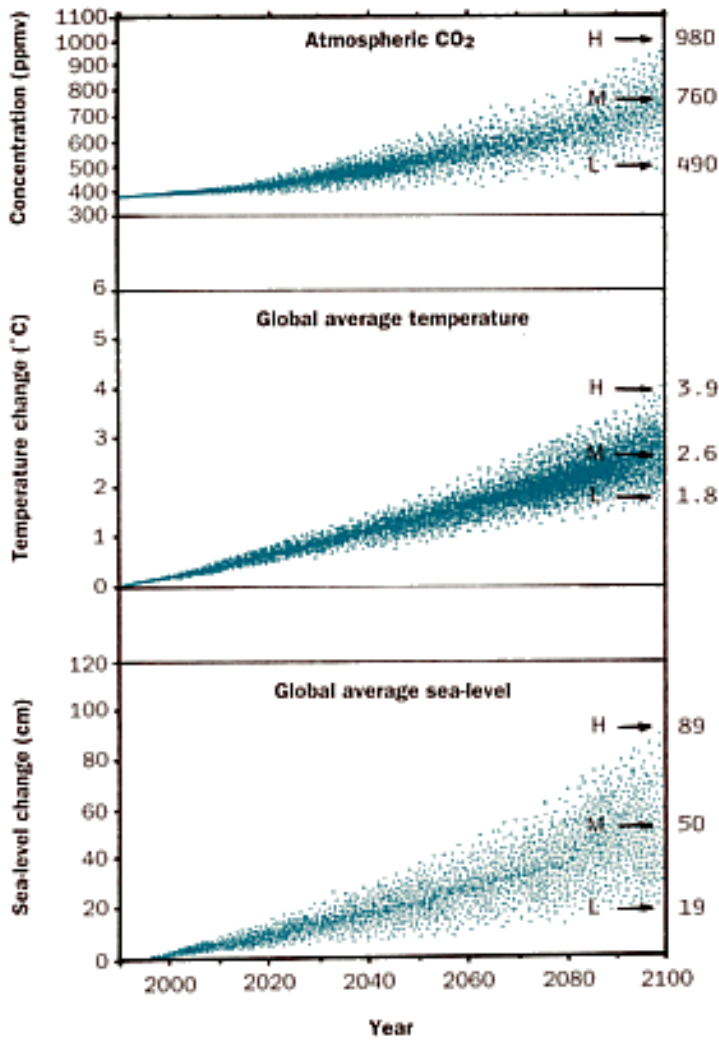 Atmospheric CO₂
Concentration (ppmv)
1100
1000
900
800
700
600
500
400
300
H
980
M
760
L
490
Global average temperature
Temperature change (˚C)
6
5
4
3
2
1
0
H
3.9
M
2.6
L
1.8
Global average sea-level
Sea-level change (cm)
120
100
80
60
40
20
0
H
89
M
50
L
19
2000 2020 2040 2060 2080 2100
Year